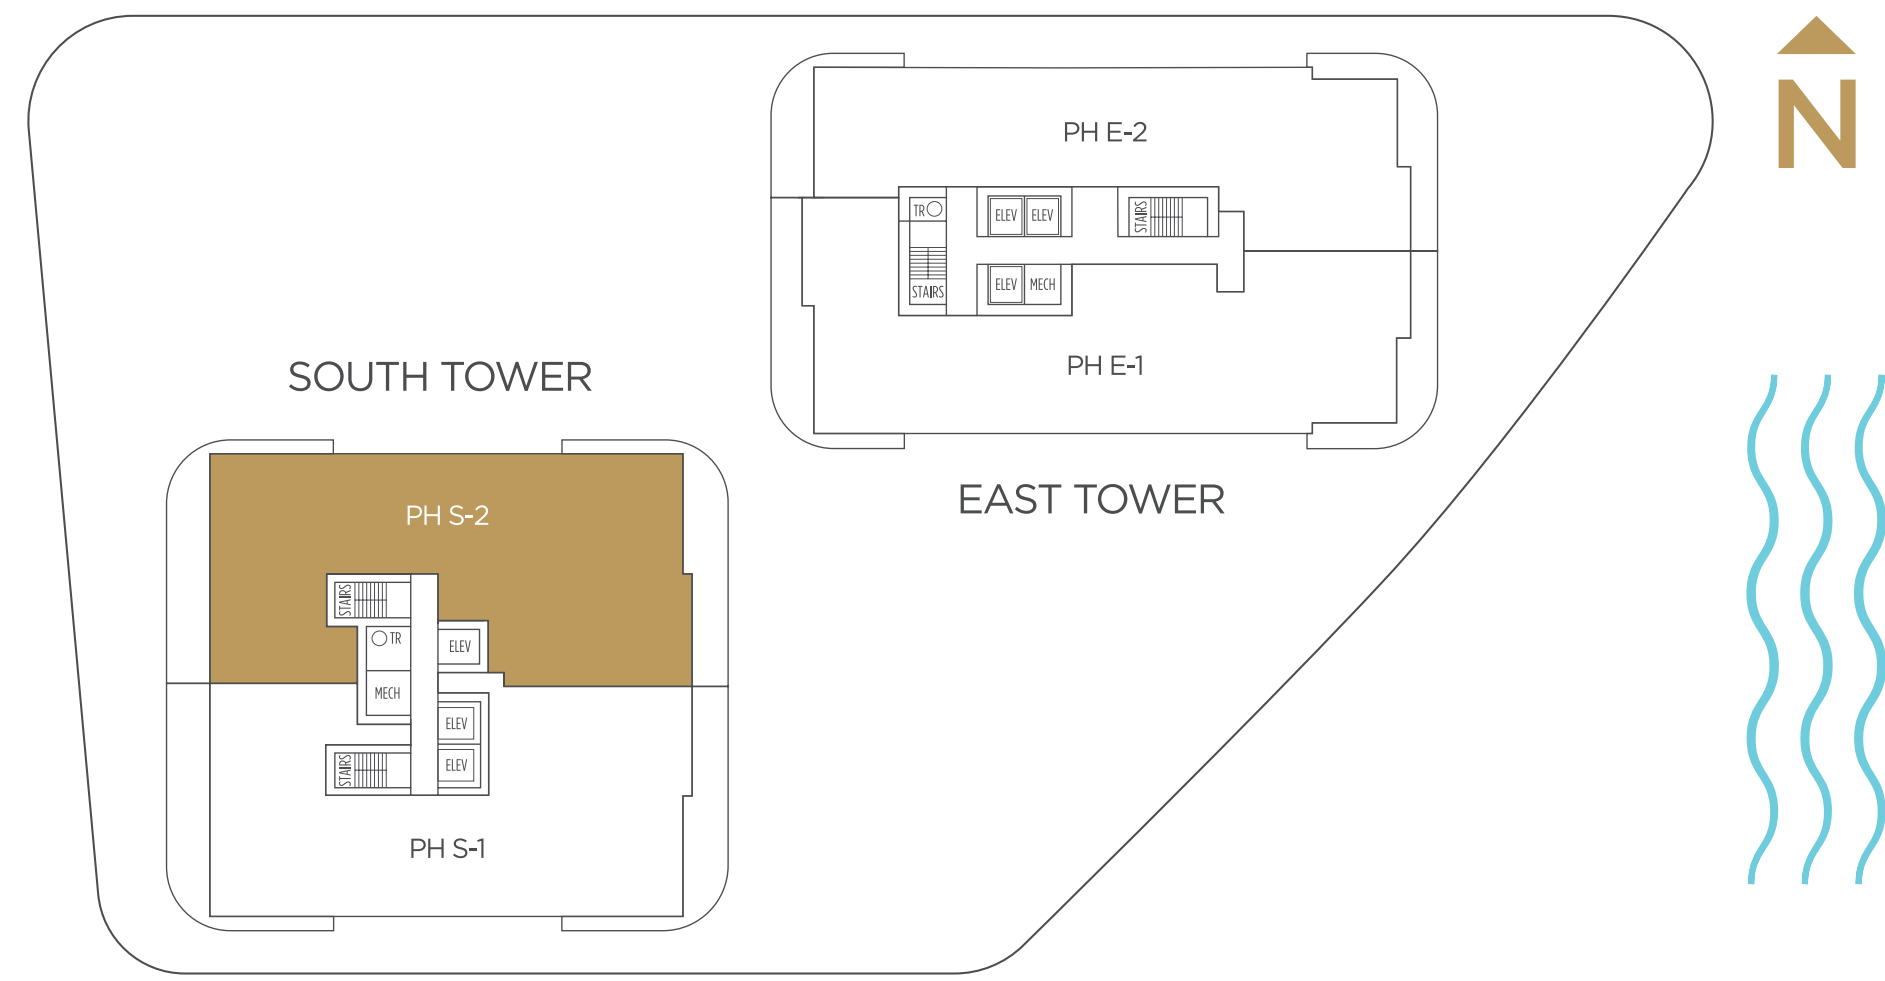 N
PH E-2
TR
ELEV
ELEV
STAIRS
STAIRS
ELEV
MECH
PH E-1
EAST TOWER
SOUTH TOWER
PH S-2
STAIRS
TR
ELEV
MECH
ELEV
STAIRS
ELEV
PH S-1